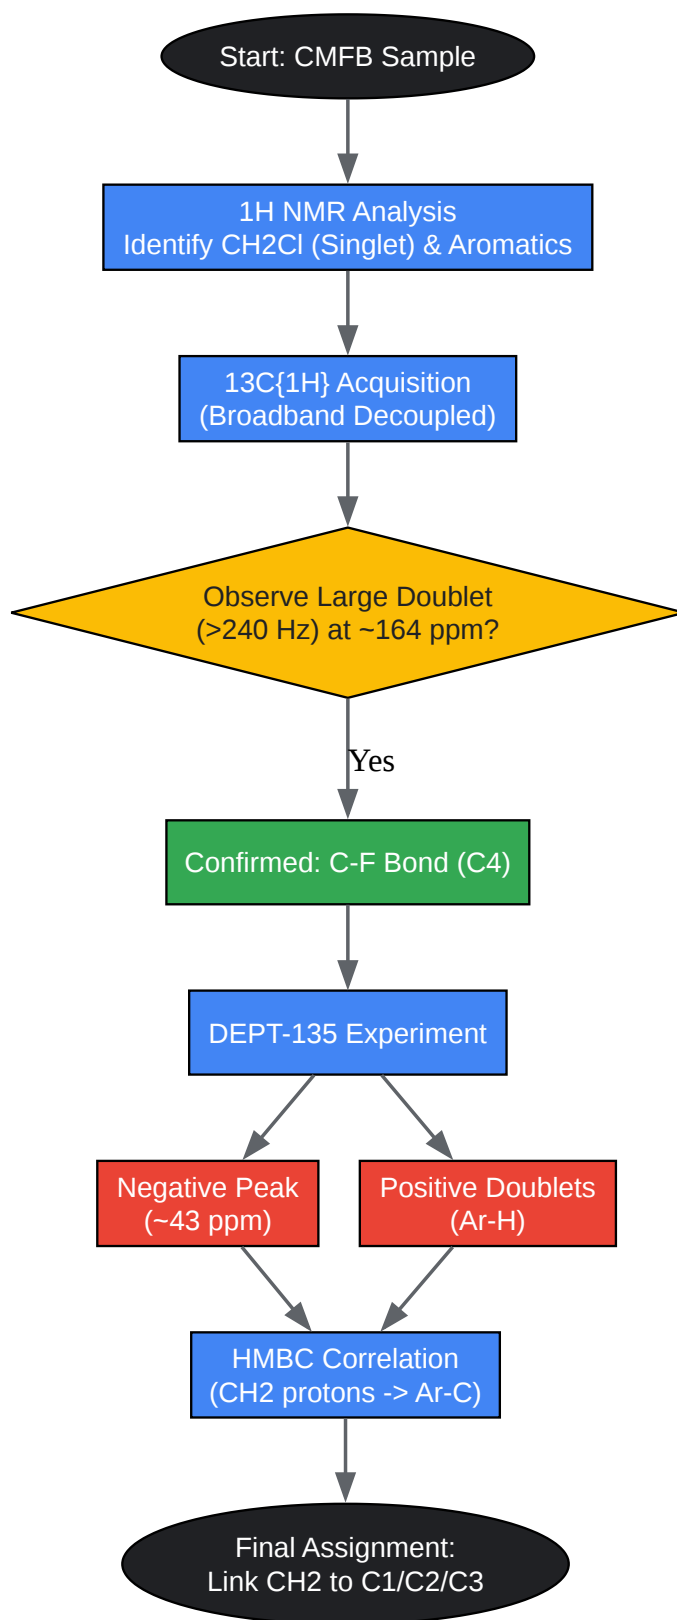 Start: CMFB Sample
1H NMR Analysis
Identify CH2Cl (Singlet) & Aromatics
13C{1H} Acquisition
(Broadband Decoupled)
Observe Large Doublet
(>240 Hz) at ~164 ppm?
Yes
Confirmed: C-F Bond (C4)
DEPT-135 Experiment
Negative Peak
(~43 ppm)
Positive Doublets
(Ar-H)
HMBC Correlation
(CH2 protons -> Ar-C)
Final Assignment:
Link CH2 to C1/C2/C3